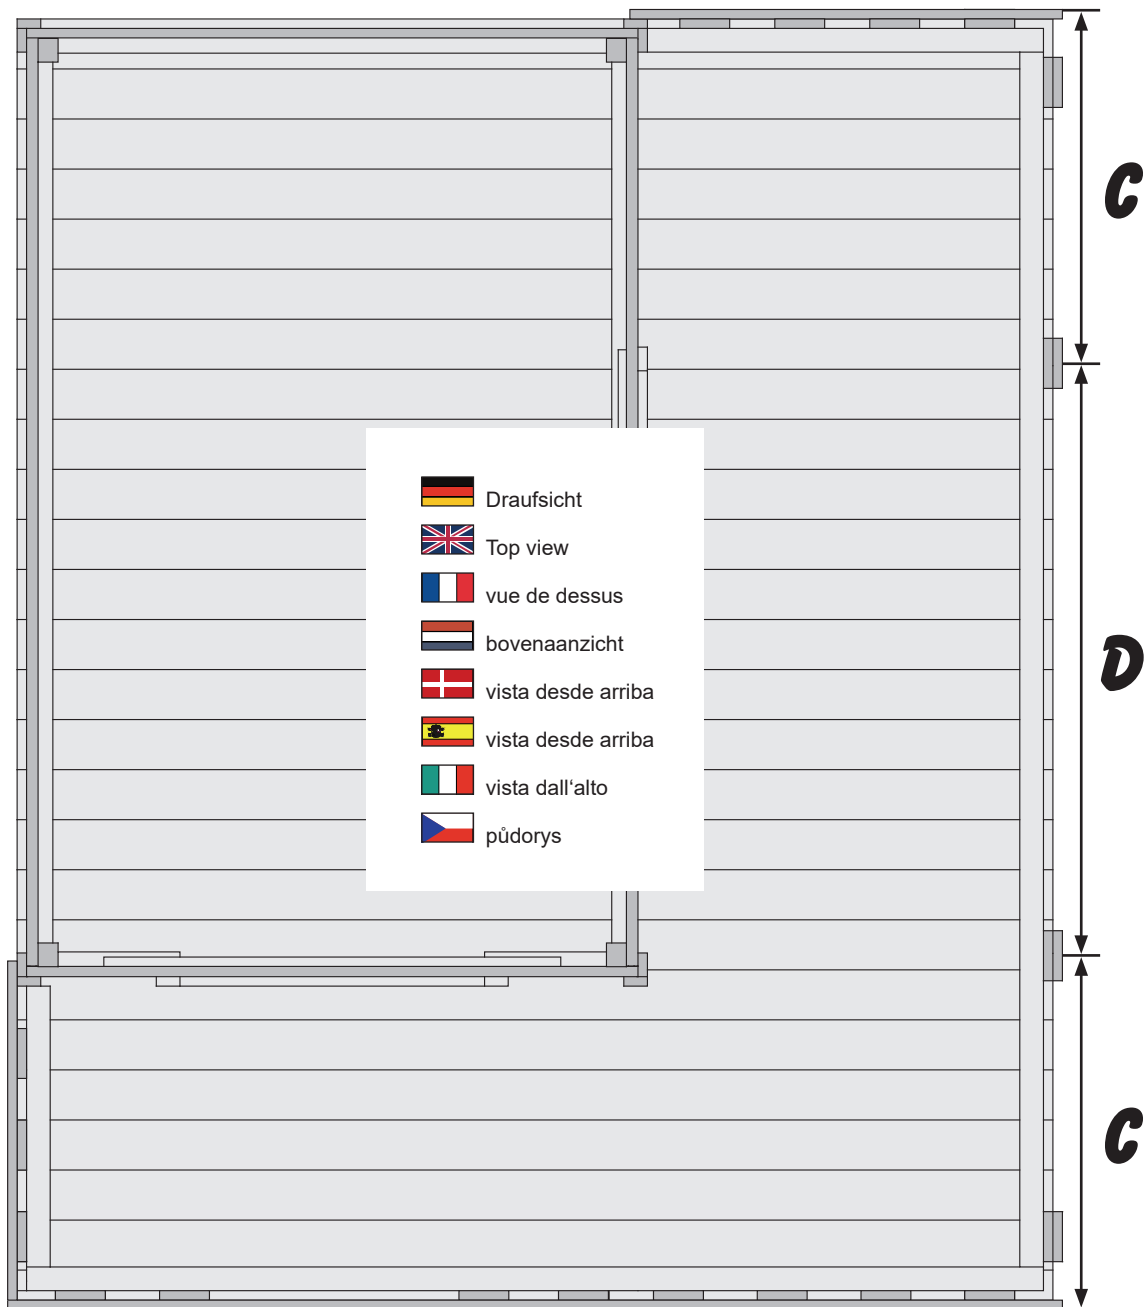 C
Draufsicht
Top view
vue de dessus
bovenaanzicht
D
vista desde arriba
vista desde arriba
vista dall‘alto
půdorys
C